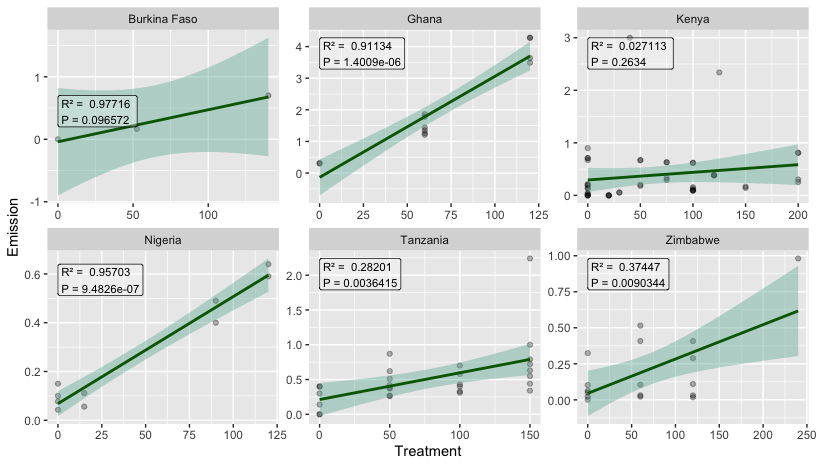 Burkina Faso
Ghana
Kenya
R² = 0.97716
P = 0.096572
R² = 0.91134
P = 1.4009e-06
R² = 0.027113
P = 0.2634
1
0
-1
0
50
100
4
3
2
1
0
0
25
50
75
100
125
3
2
1
0
0
50
100
150
200
Emission
Nigeria
Tanzania
Zimbabwe
R² = 0.95703
P = 9.4826e-07
R² = 0.28201
P = 0.0036415
R² = 0.37447
P = 0.0090344
0.6
0.4
0.2
0.0
0
25
50
75
100
125
2.0
1.5
1.0
0.5
0.0
0
50
100
150
1.00
0.75
0.50
0.25
0.00
0
50
100
150
200
250
Treatment